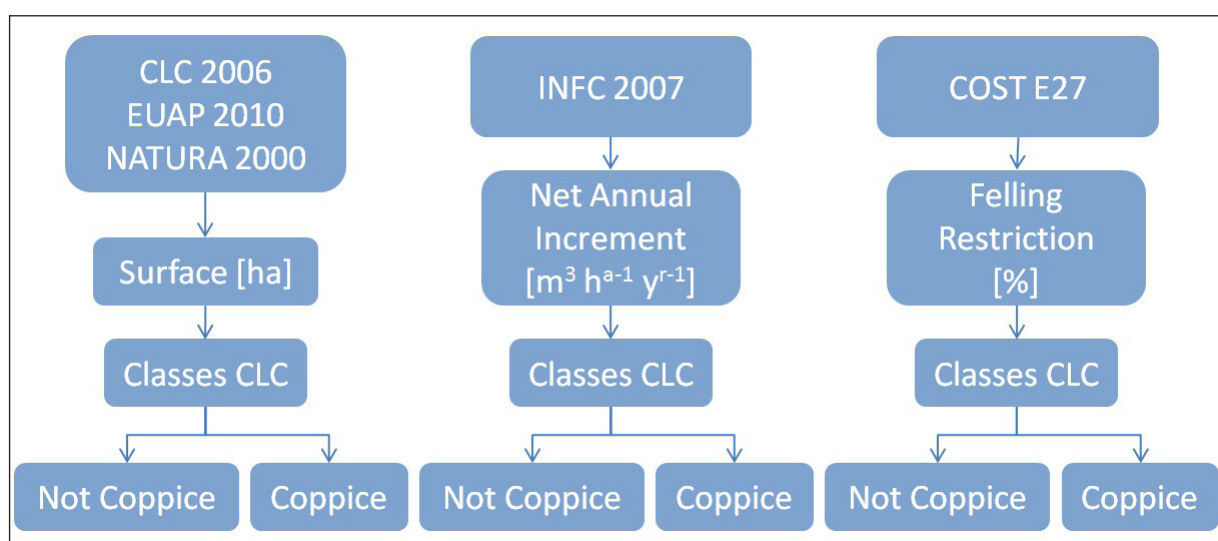 CLC 2006
EUAP 2010
NATURA 2000
Surface [ha]
Classes CLC
Not Coppice
Coppice
INFC 2007
Net Annual
Increment
[m³ hᵃ⁻¹ yʳ⁻¹]
Classes CLC
Not Coppice
Coppice
COST E27
Felling
Restriction
[%]
Classes CLC
Not Coppice
Coppice